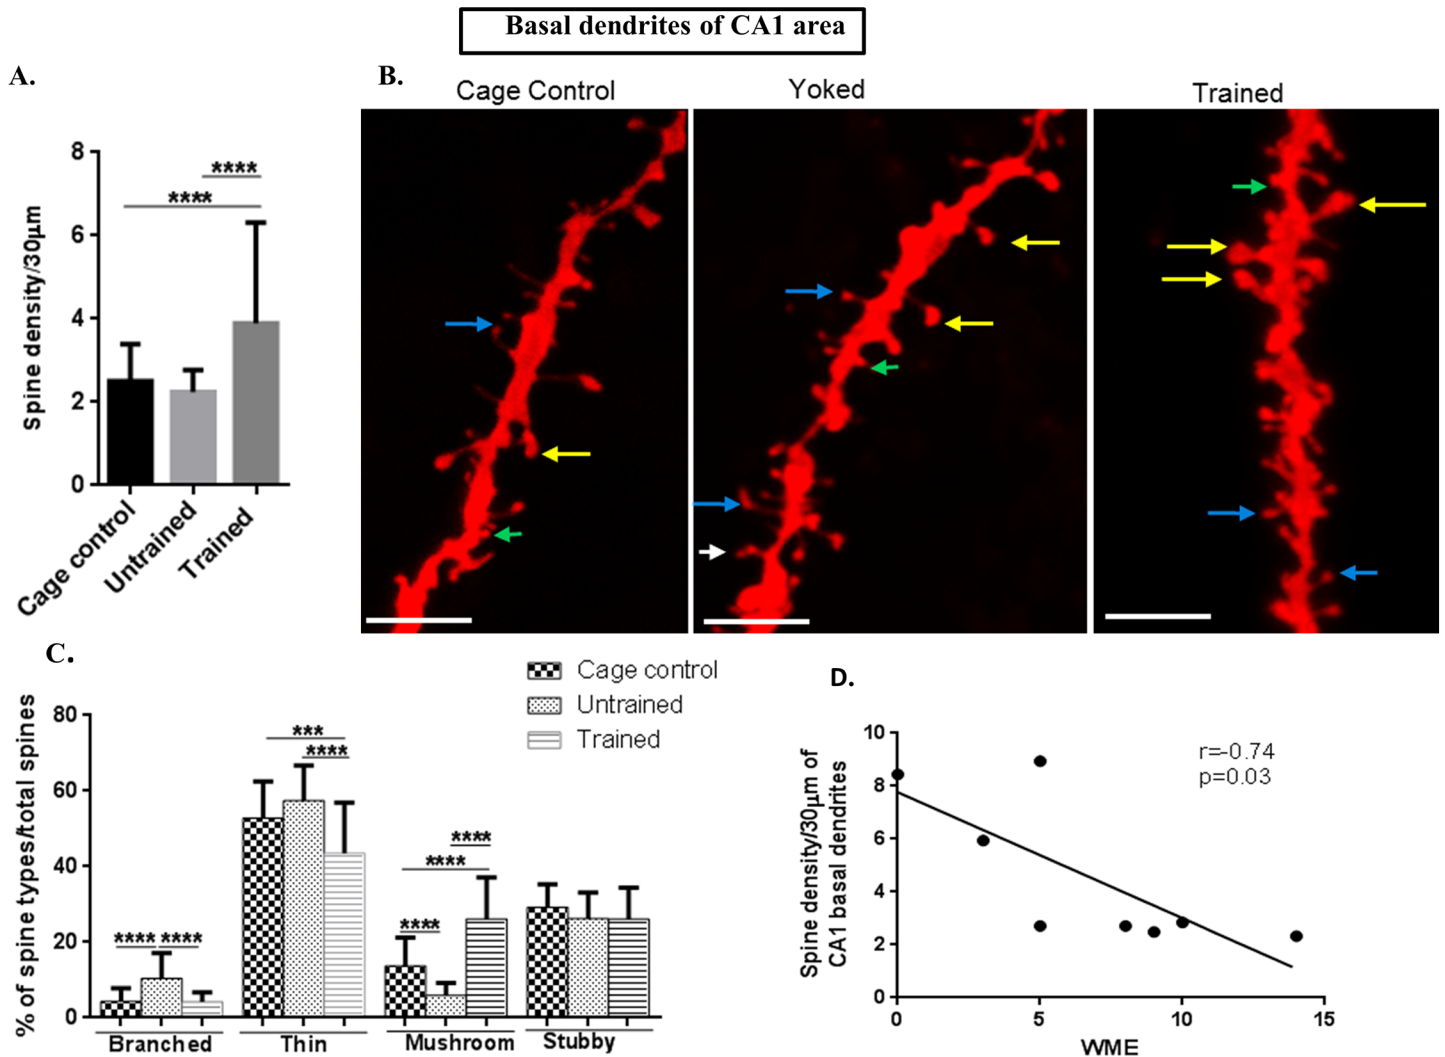 Basal dendrites of CA1 area
A.
8
6
4
2
0
Spine density/30µm
****
****
Cage control
Untrained
Trained
B.
Cage Control
Yoked
Trained
C.
Cage control
Untrained
Trained
80
60
40
20
0
% of spine types/total spines
**** ****
***
****
****
****
****
Branched
Thin
Mushroom
Stubby
D.
10
8
6
4
2
0
Spine density/30µm of
CA1 basal dendrites
r=-0.74
p=0.03
0
5
10
15
WME